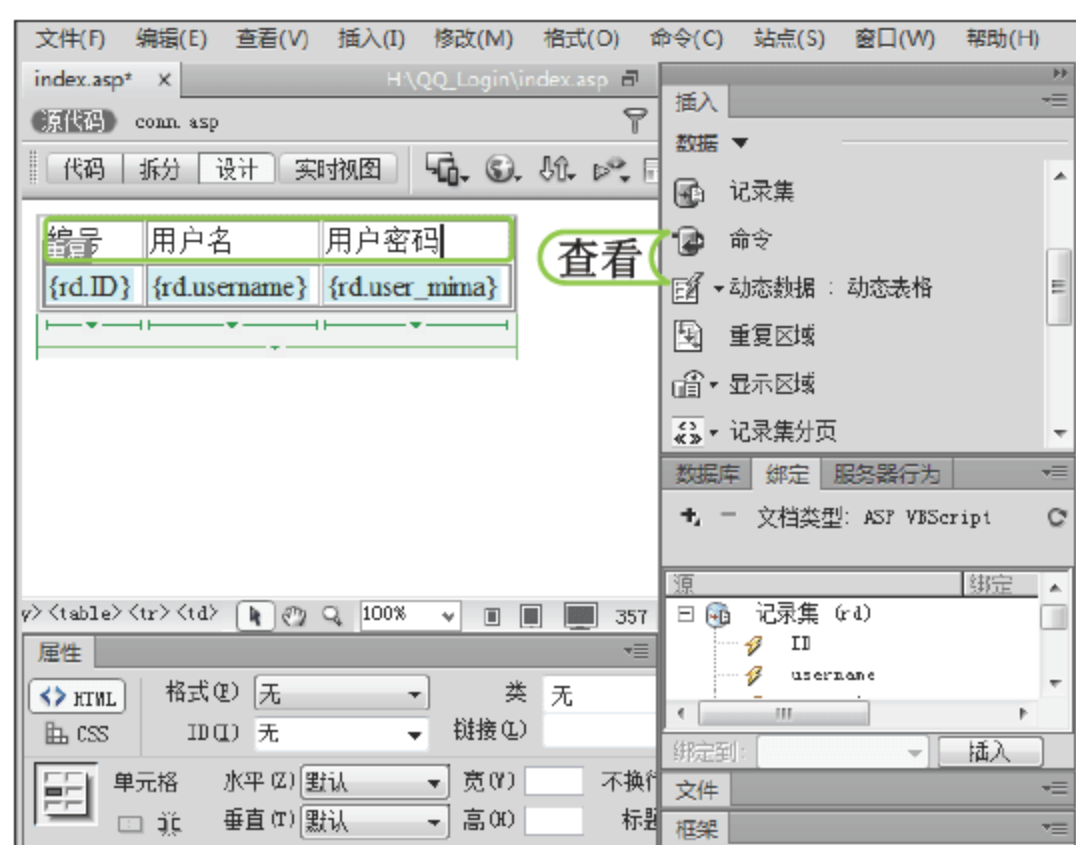 文件(F) 编辑(E) 查看(V) 插入(I) 修改(M) 格式(O) 命令(C) 站点(S) 窗口(W) 帮助(H)
index.asp* × H:\QQ_Login\index.asp
源代码 conn.asp
代码 拆分 设计 实时视图
编号 用户名 用户密码
重复
{rd.ID} {rd.username} {rd.user_mima}
查看
插入
数据
记录集
命令
动态数据 : 动态表格
重复区域
显示区域
记录集分页
数据库 绑定 服务器行为
文档类型: ASP VBScript
源 绑定
记录集 (rd)
ID
username
绑定到: 插入
文件
框架
y> <table> <tr> <td> 100% 357
属性
<> HTML 格式(F) 无 类 无
CSS ID(I) 无 链接(L)
单元格 水平(Z) 默认 宽(W) 不换行
垂直(T) 默认 高(H) 标题